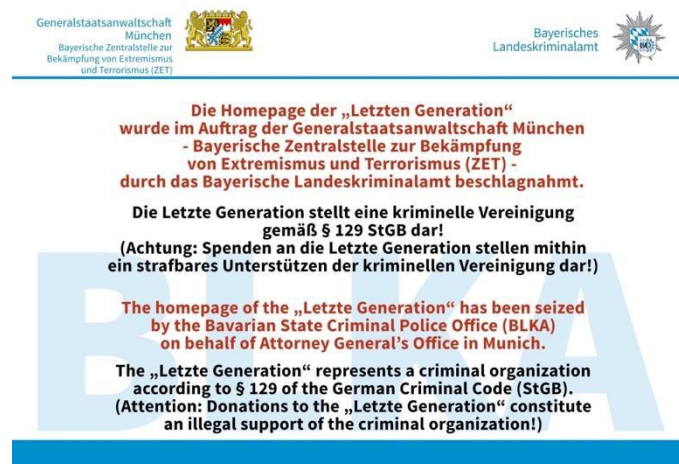 Generalstaatsanwaltschaft
München
Bayerische Zentralstelle zur
Bekämpfung von Extremismus
und Terrorismus (ZET)
Bayerisches
Landeskriminalamt
Die Homepage der „Letzten Generation“
wurde im Auftrag der Generalstaatsanwaltschaft München
- Bayerische Zentralstelle zur Bekämpfung
von Extremismus und Terrorismus (ZET) -
durch das Bayerische Landeskriminalamt beschlagnahmt.
Die Letzte Generation stellt eine kriminelle Vereinigung
gemäß § 129 StGB dar!
(Achtung: Spenden an die Letzte Generation stellen mithin
ein strafbares Unterstützen der kriminellen Vereinigung dar!)
The homepage of the „Letzte Generation“ has been seized
by the Bavarian State Criminal Police Office (BLKA)
on behalf of Attorney General's Office in Munich.
The „Letzte Generation“ represents a criminal organization
according to § 129 of the German Criminal Code (StGB).
(Attention: Donations to the „Letzte Generation“ constitute
an illegal support of the criminal organization!)
BLKA